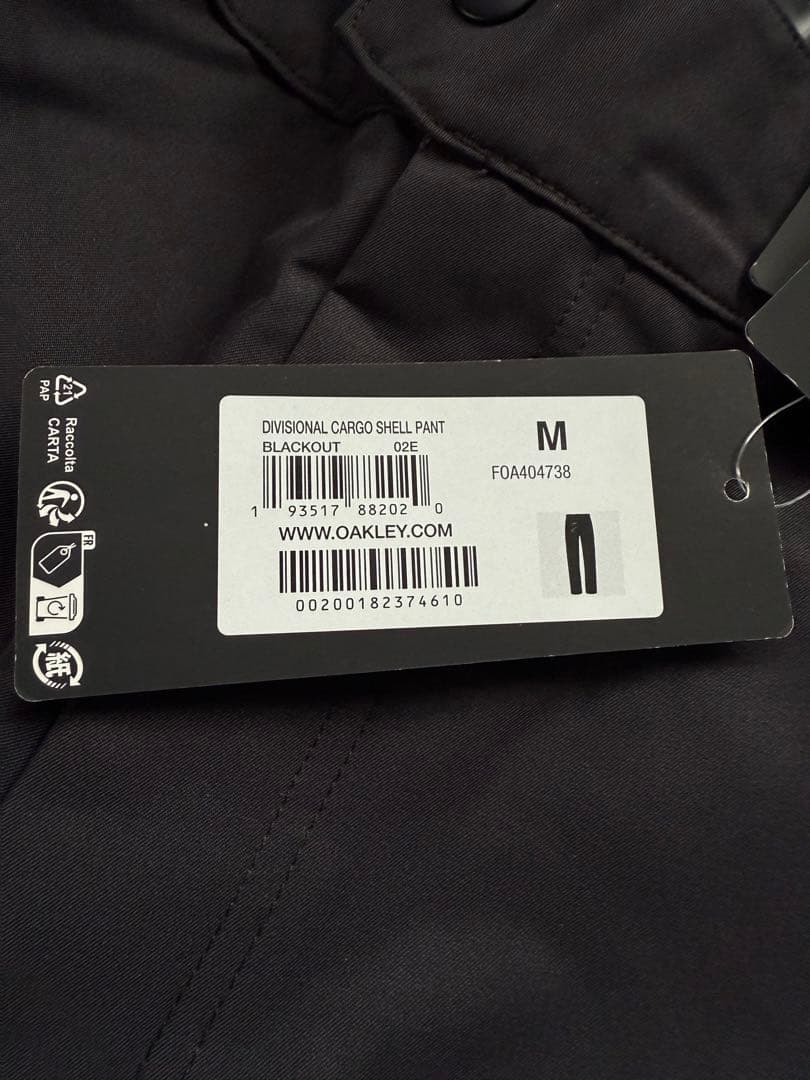 DIVISIONAL CARGO SHELL PANT
BLACKOUT 02E
M
FOA404738
1 93517 88202 0
WWW.OAKLEY.COM
00200182374610
21
PAP
Raccolta
CARTA
FR
紙